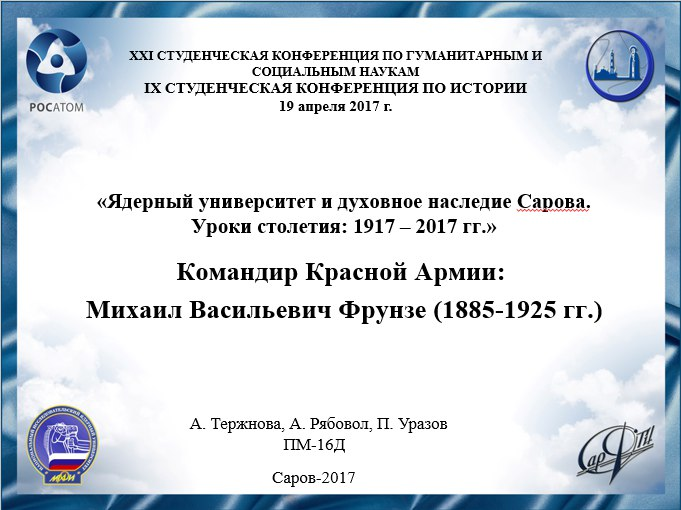 XXI СТУДЕНЧЕСКАЯ КОНФЕРЕНЦИЯ ПО ГУМАНИТАРНЫМ И
СОЦИАЛЬНЫМ НАУКАМ
IX СТУДЕНЧЕСКАЯ КОНФЕРЕНЦИЯ ПО ИСТОРИИ
19 апреля 2017 г.
РОСАТОМ
«Ядерный университет и духовное наследие Сарова.
Уроки столетия: 1917 – 2017 гг.»
Командир Красной Армии:
Михаил Васильевич Фрунзе (1885-1925 гг.)
А. Тержнова, А. Рябовол, П. Уразов
ПМ-16Д
Саров-2017
МИФИ
СарФТИ